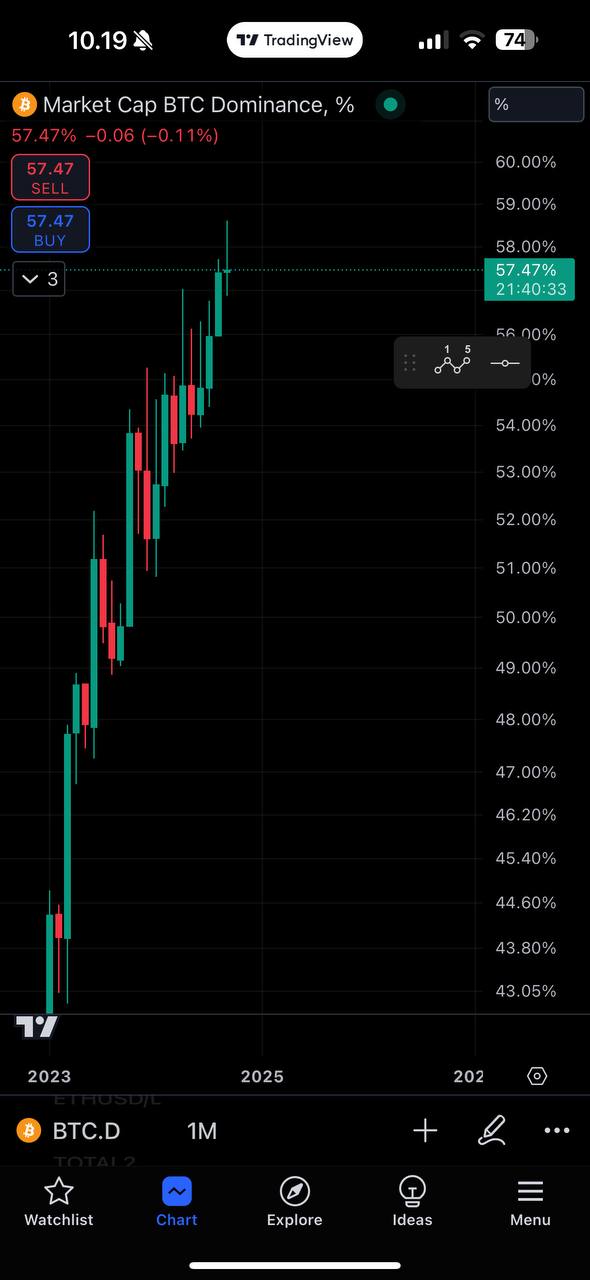 10.19
TradingView
74
Market Cap BTC Dominance, %
%
57.47% −0.06 (−0.11%)
57.47
SELL
57.47
BUY
3
60.00%
59.00%
58.00%
57.47%
21:40:33
56.00%
1 5
0%
54.00%
53.00%
52.00%
51.00%
50.00%
49.00%
48.00%
47.00%
46.20%
45.40%
44.60%
43.80%
43.05%
2023
2025
202
ETHUSD/L
BTC.D
1M
TOTAL2
Watchlist
Chart
Explore
Ideas
Menu